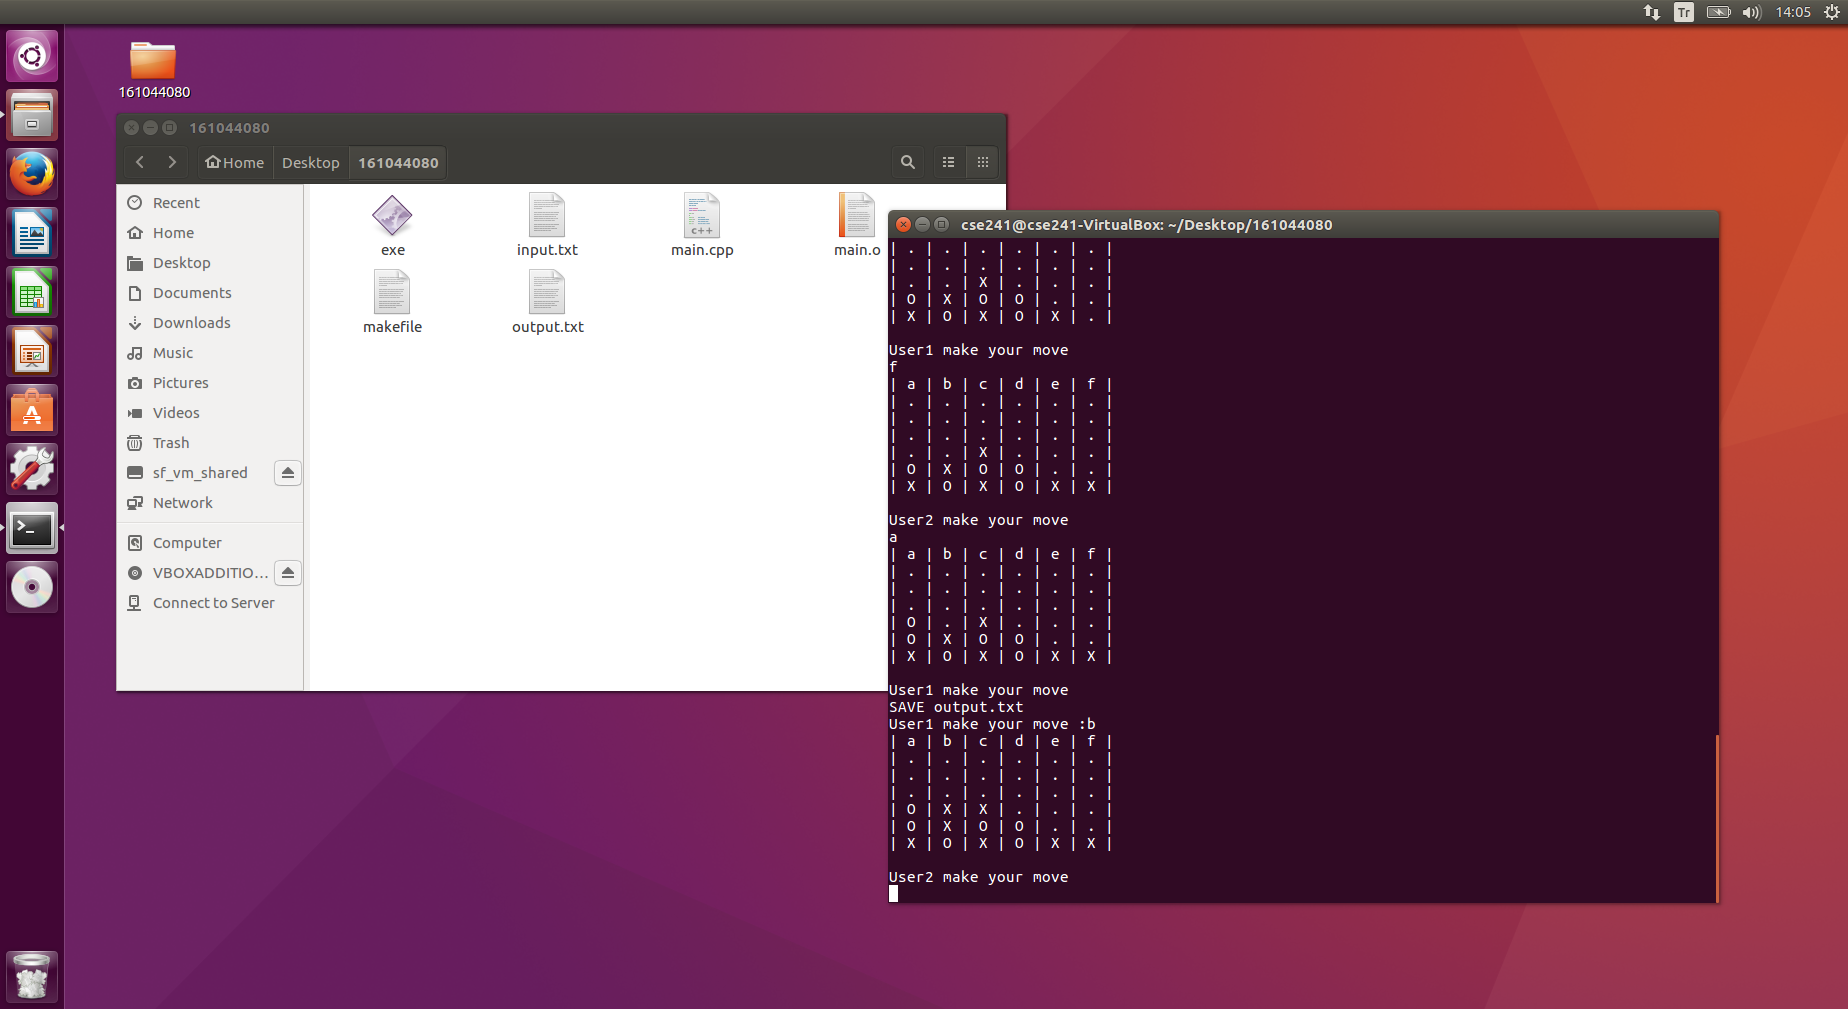 Tr
14:05
161044080
161044080
Home
Desktop
161044080
Recent
Home
Desktop
Documents
Downloads
Music
Pictures
Videos
Trash
sf_vm_shared
Network
Computer
VBOXADDITIO...
Connect to Server
exe
input.txt
C++
main.cpp
main.o
makefile
output.txt
cse241@cse241-VirtualBox: ~/Desktop/161044080
| . | . | . | . | . | . |
| . | . | . | . | . | . |
| . | . | X | . | . | . |
| O | X | O | O | . | . |
| X | O | X | O | X | . |
User1 make your move
f
| a | b | c | d | e | f |
| . | . | . | . | . | . |
| . | . | . | . | . | . |
| . | . | . | . | . | . |
| . | . | X | . | . | . |
| O | X | O | O | . | . |
| X | O | X | O | X | X |
User2 make your move
a
| a | b | c | d | e | f |
| . | . | . | . | . | . |
| . | . | . | . | . | . |
| . | . | . | . | . | . |
| O | . | X | . | . | . |
| O | X | O | O | . | . |
| X | O | X | O | X | X |
User1 make your move
SAVE output.txt
User1 make your move :b
| a | b | c | d | e | f |
| . | . | . | . | . | . |
| . | . | . | . | . | . |
| . | . | . | . | . | . |
| O | X | X | . | . | . |
| O | X | O | O | . | . |
| X | O | X | O | X | X |
User2 make your move